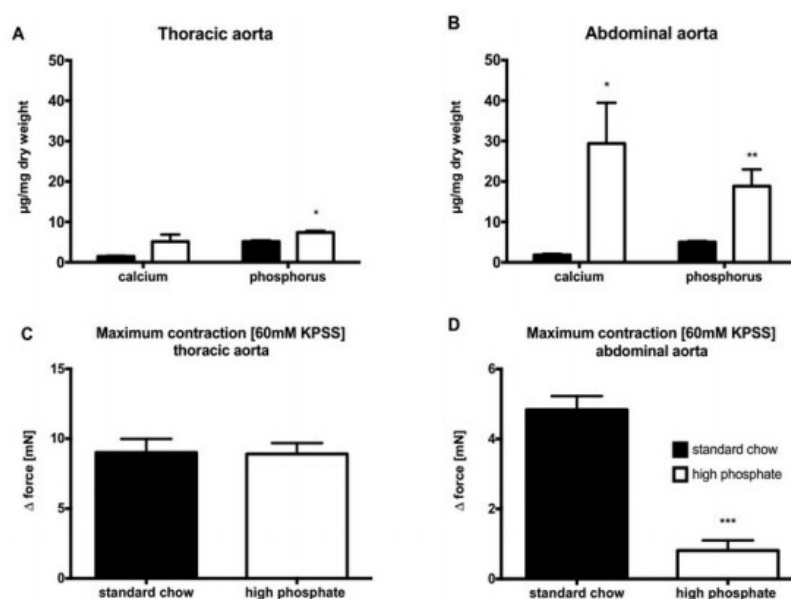 A
Thoracic aorta
µg/mg dry weight
50
40
30
20
10
0
calcium phosphorus
*
B
Abdominal aorta
µg/mg dry weight
50
40
30
20
10
0
calcium phosphorus
*
**
C
Maximum contraction [60mM KPSS]
thoracic aorta
Δ force [mN]
15
10
5
0
standard chow high phosphate
D
Maximum contraction [60mM KPSS]
abdominal aorta
Δ force [mN]
6
4
2
0
standard chow
high phosphate
***
standard chow high phosphate